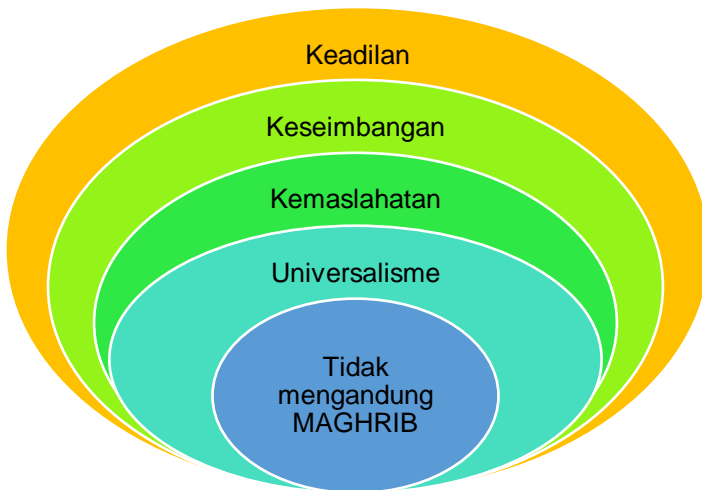 Keadilan
Keseimbangan
Kemaslahatan
Universalisme
Tidak
mengandung
MAGHRIB